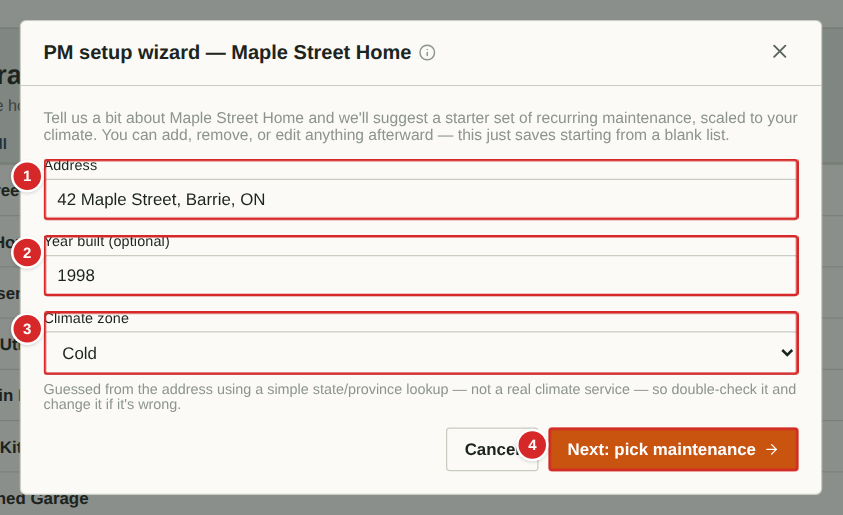 PM setup wizard — Maple Street Home
Tell us a bit about Maple Street Home and we'll suggest a starter set of recurring maintenance, scaled to your
climate. You can add, remove, or edit anything afterward — this just saves starting from a blank list.
1
Address
42 Maple Street, Barrie, ON
2
Year built (optional)
1998
3
Climate zone
Cold
Guessed from the address using a simple state/province lookup — not a real climate service — so double-check it and
change it if it's wrong.
4
Next: pick maintenance →
Garage